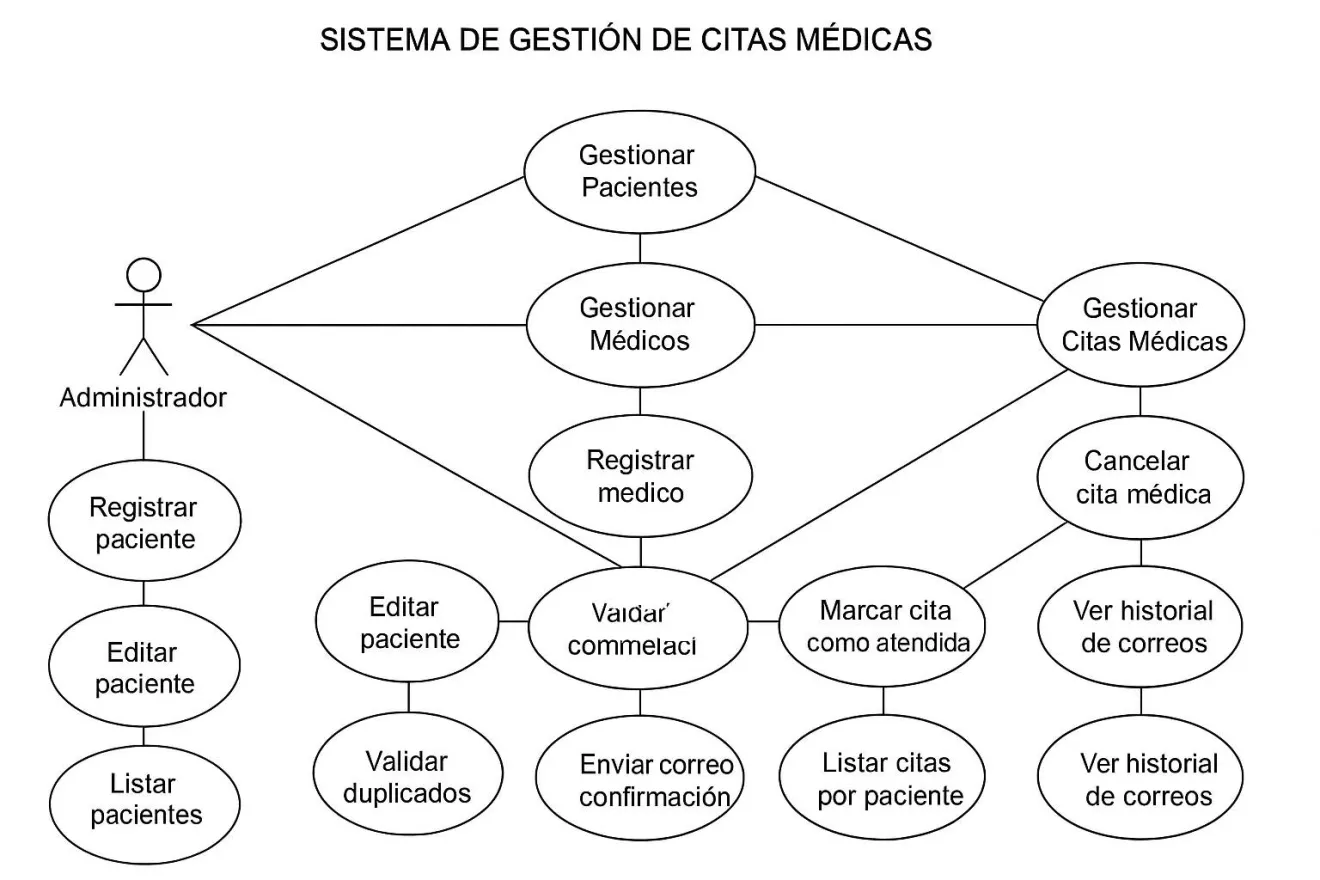 SISTEMA DE GESTIÓN DE CITAS MÉDICAS
Gestionar
Pacientes
Gestionar
Médicos
Gestionar
Citas Médicas
Administrador
Registrar
medico
Cancelar
cita médica
Registrar
paciente
Editar
paciente
commelaci
Marcar cita
como atendida
Ver historial
de correos
Editar
paciente
Listar
pacientes
Validar
duplicados
Enviar correo
confirmación
Listar citas
por paciente
Ver historial
de correos